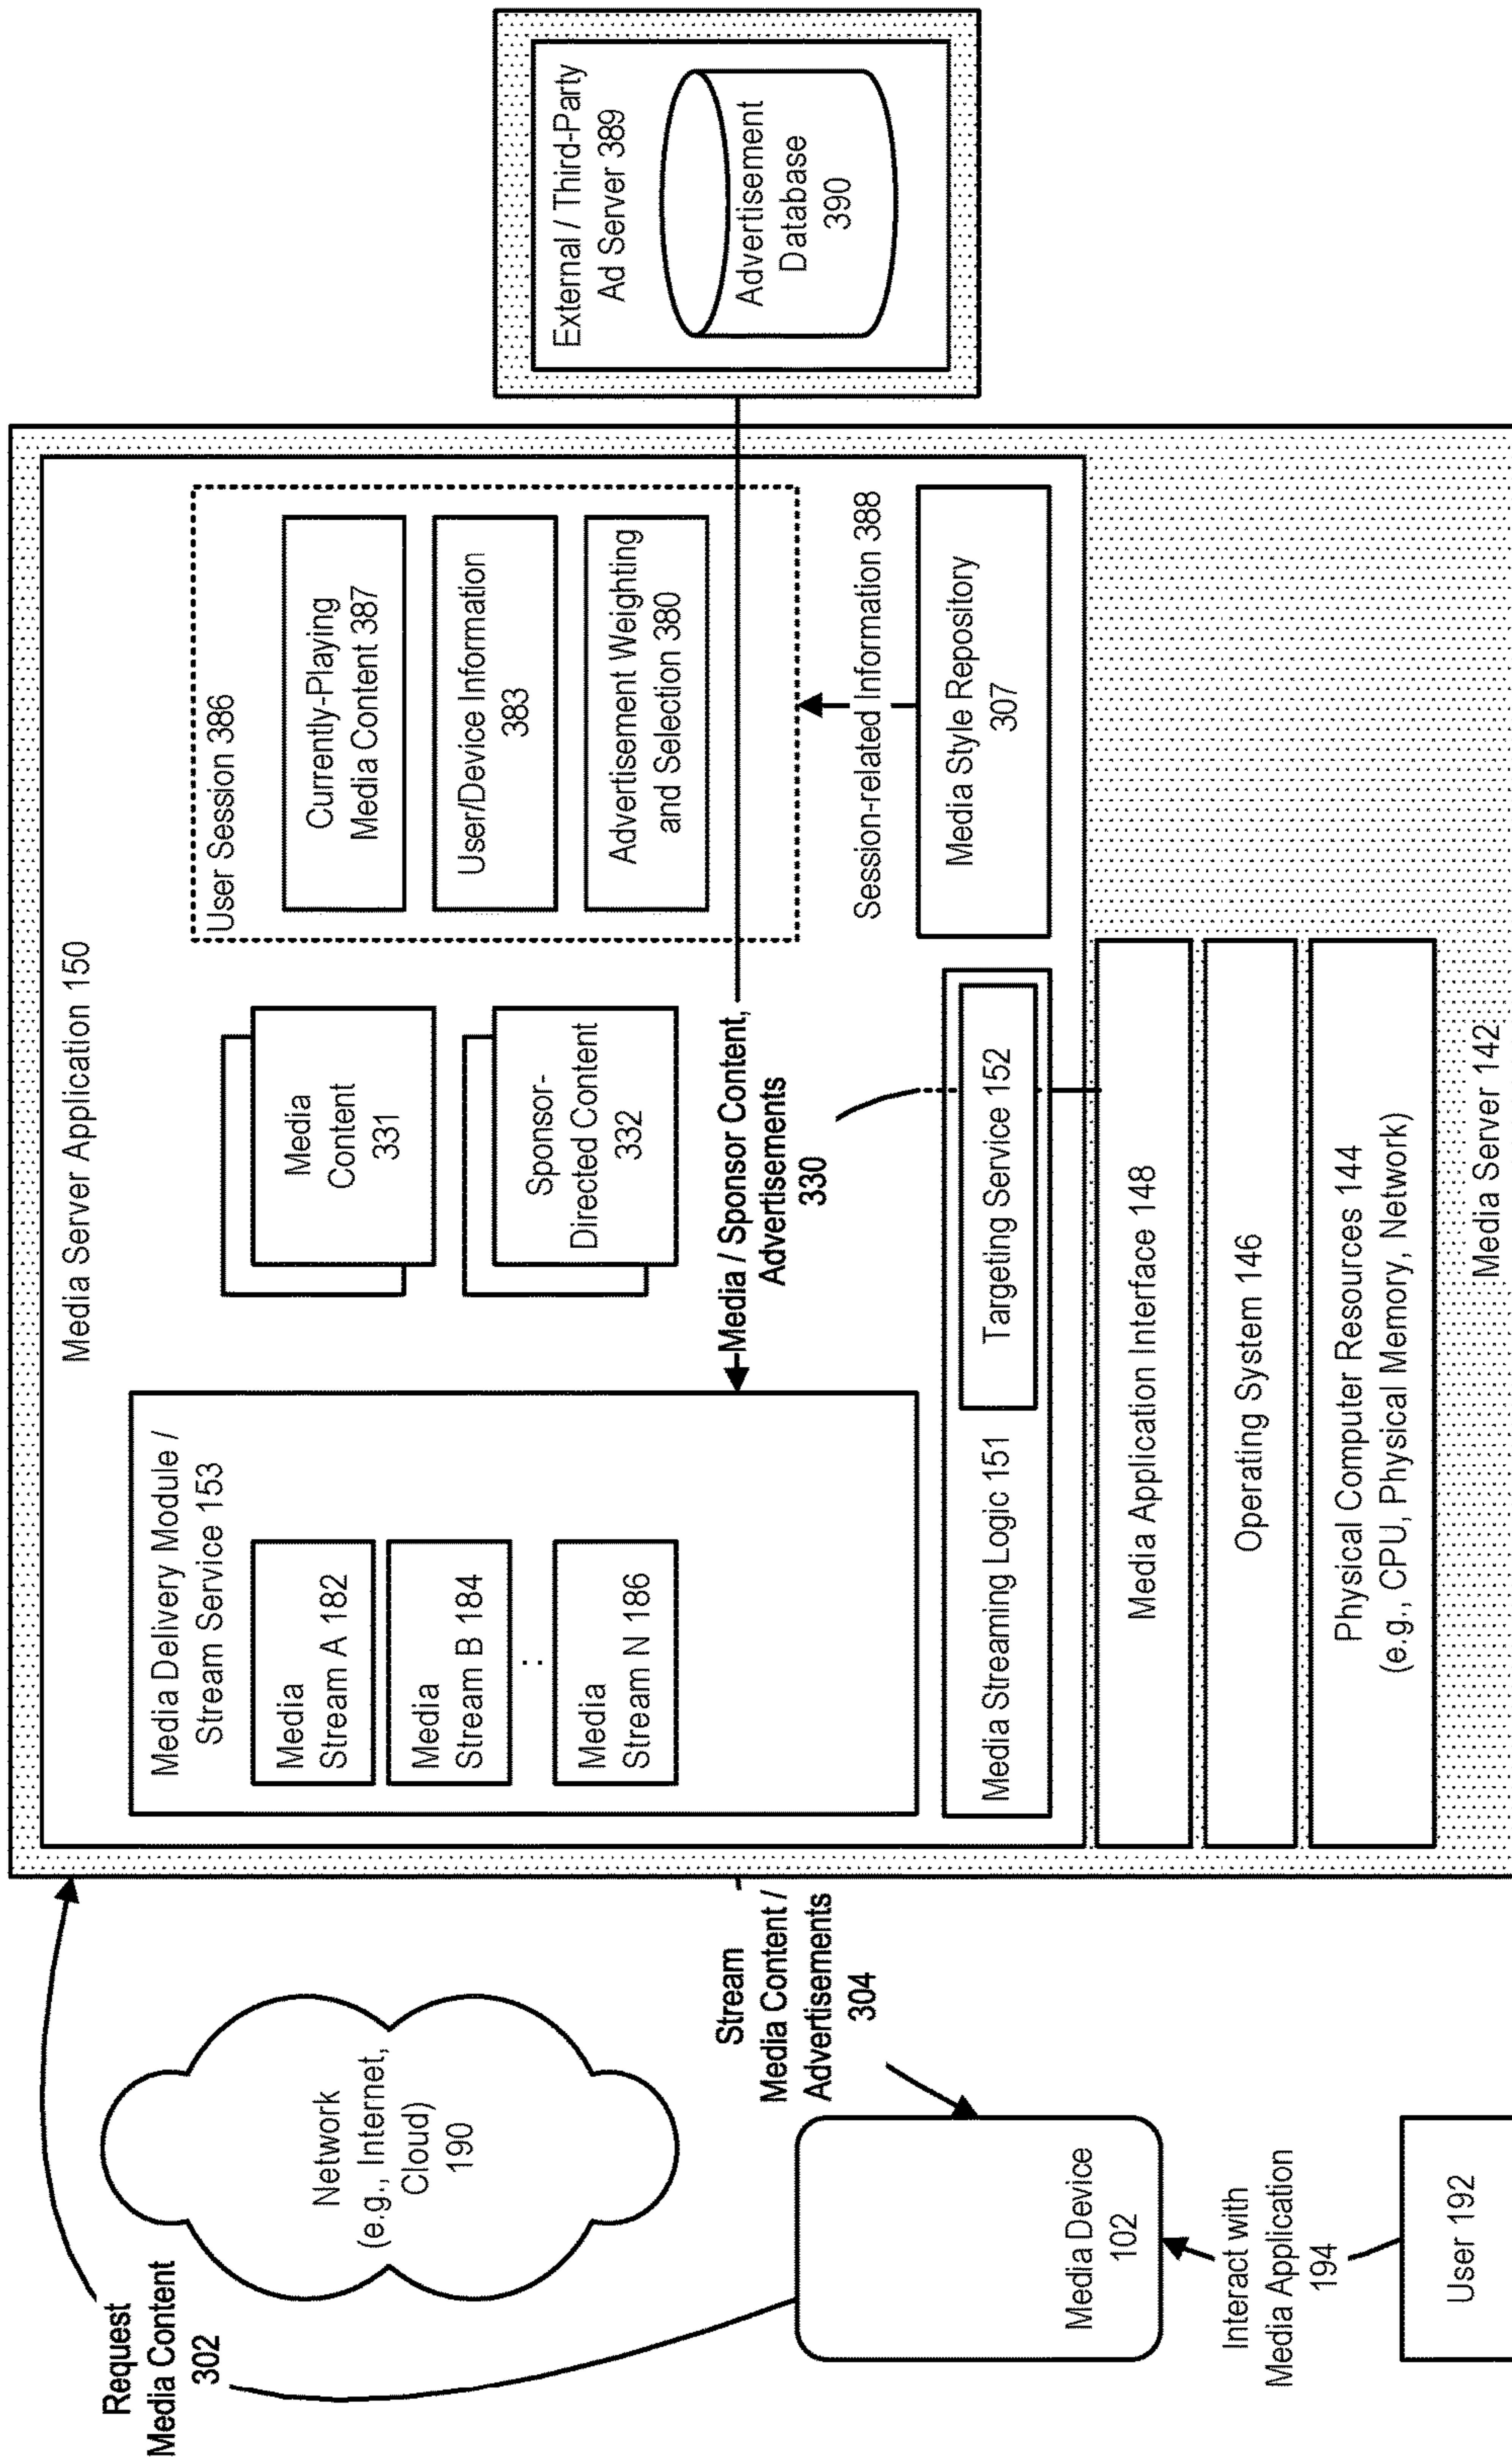 Media Server Application 150
Media Delivery Module /
Stream Service 153
Media
Stream A 182
Media
Stream B 184
:
Media
Stream N 186
Media
Content
331
Sponsor-
Directed Content
332
User Session 386
Currently-Playing
Media Content 387
User/Device Information
383
Advertisement Weighting
and Selection 380
Media / Sponsor Content,
Advertisements
330
Session-related Information 388
Media Style Repository
307
Media Streaming Logic 151
Targeting Service 152
Media Application Interface 148
Operating System 146
Physical Computer Resources 144
(e.g., CPU, Physical Memory, Network)
Media Server 142
External / Third-Party
Ad Server 389
Advertisement
Database
390
Request
Media Content
302
Network
(e.g., Internet,
Cloud)
190
Stream
Media Content /
Advertisements
304
Media Device
102
Interact with
Media Application
194
User 192